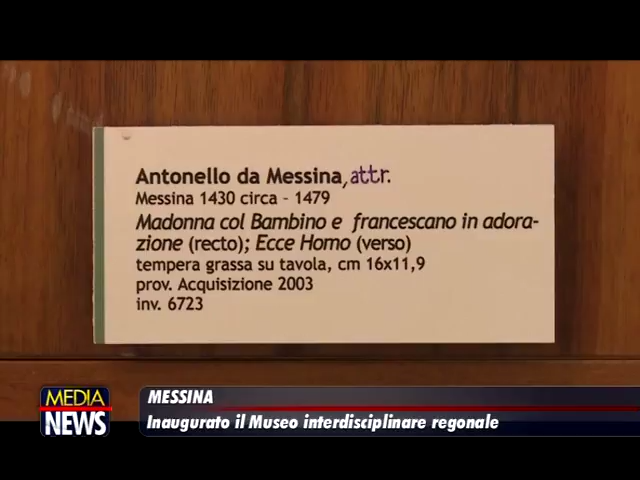 Antonello da Messina, attr.
Messina 1430 circa - 1479
Madonna col Bambino e francescano in adora-
zione (recto); Ecce Homo (verso)
tempera grassa su tavola, cm 16x11,9
prov. Acquisizione 2003
inv. 6723
MEDIA
NEWS
MESSINA
Inaugurato il Museo interdisciplinare regonale